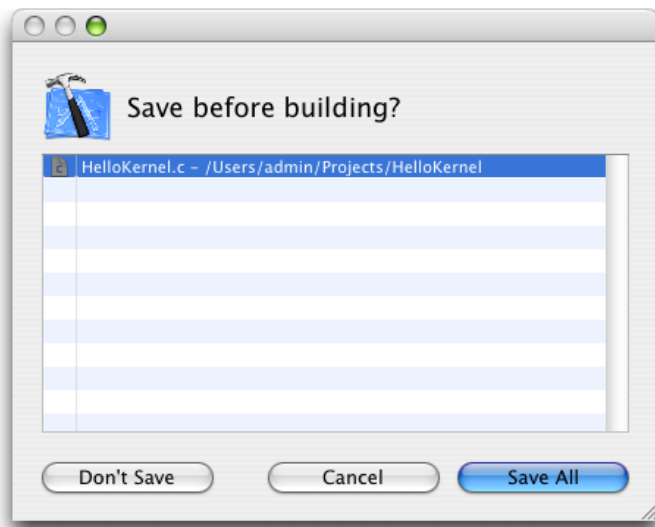 Save before building?
HelloKernel.c – /Users/admin/Projects/HelloKernel
Don't Save
Cancel
Save All